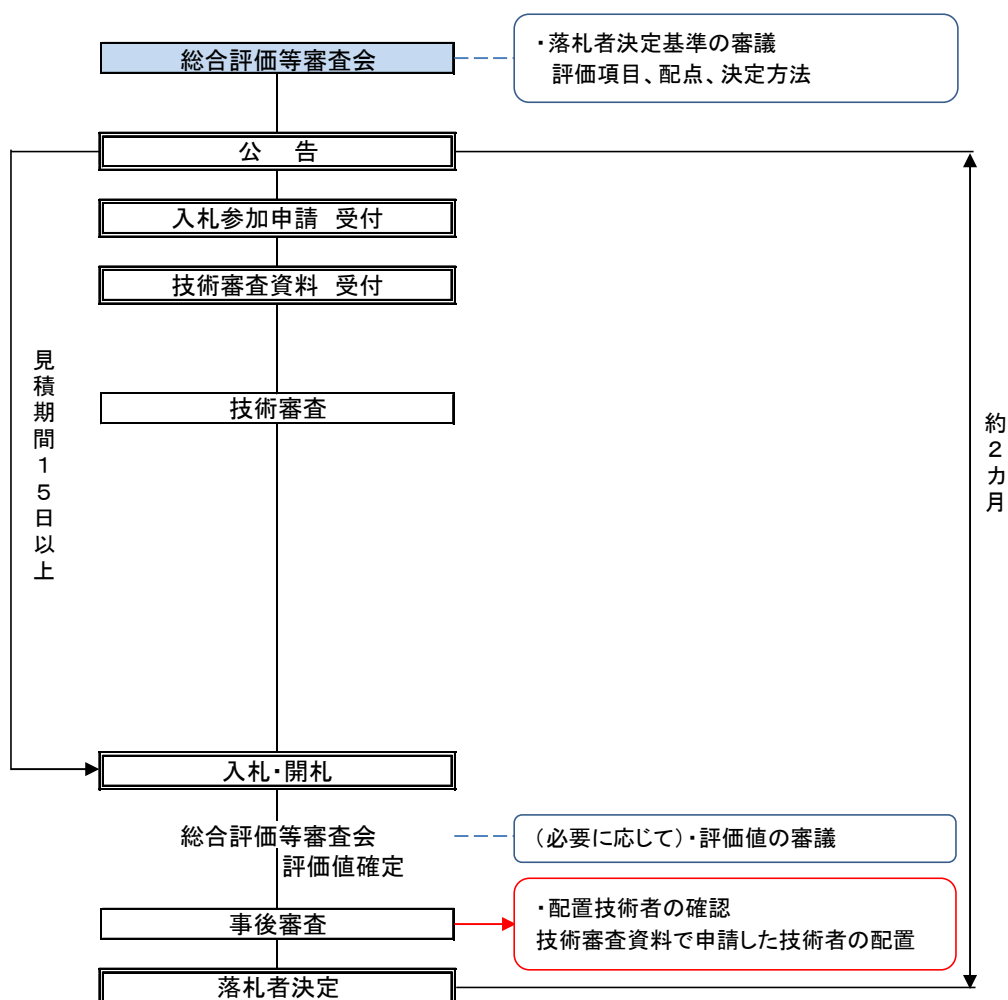 総合評価等審査会
・落札者決定基準の審議
評価項目、配点、決定方法
公　告
入札参加申請　受付
技術審査資料　受付
見積期間１５日以上
技術審査
約２カ月
入札・開札
総合評価等審査会
評価値確定
（必要に応じて）・評価値の審議
事後審査
・配置技術者の確認
技術審査資料で申請した技術者の配置
落札者決定